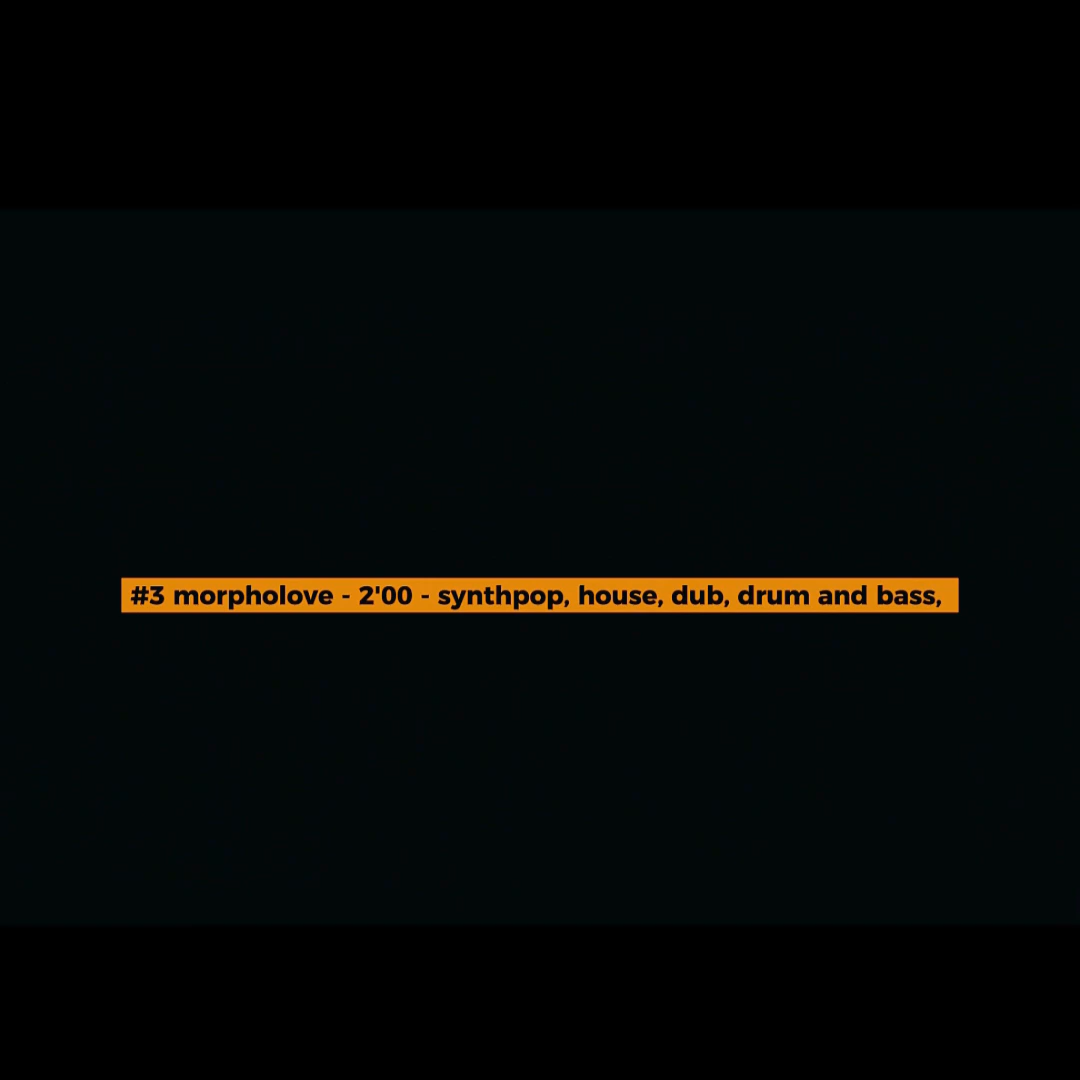 #3 morpholove - 2'00 - synthpop, house, dub, drum and bass,